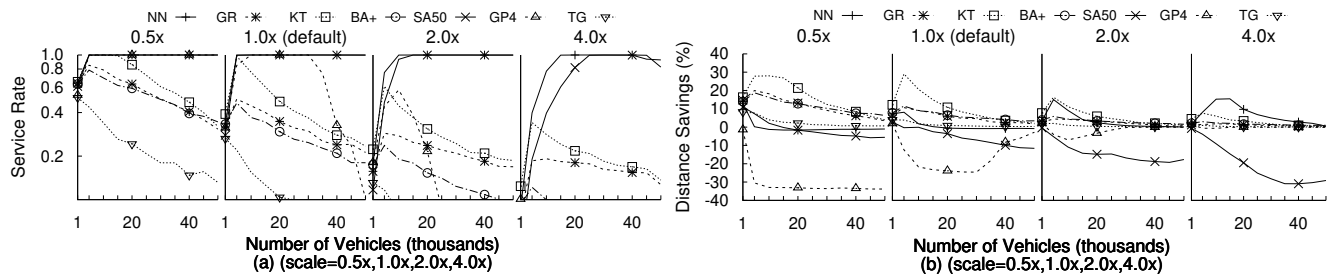 NN GR KT BA+ SA50 GP4 TG
0.5x 1.0x (default) 2.0x 4.0x
Service Rate
1.0
0.8
0.6
0.4
0.2
1 20 40 1 20 40 1 20 40 1 20 40
Number of Vehicles (thousands)
(a) (scale=0.5x,1.0x,2.0x,4.0x)
NN GR KT BA+ SA50 GP4 TG
0.5x 1.0x (default) 2.0x 4.0x
Distance Savings (%)
40
30
20
10
0
-10
-20
-30
-40
1 20 40 1 20 40 1 20 40 1 20 40
Number of Vehicles (thousands)
(b) (scale=0.5x,1.0x,2.0x,4.0x)